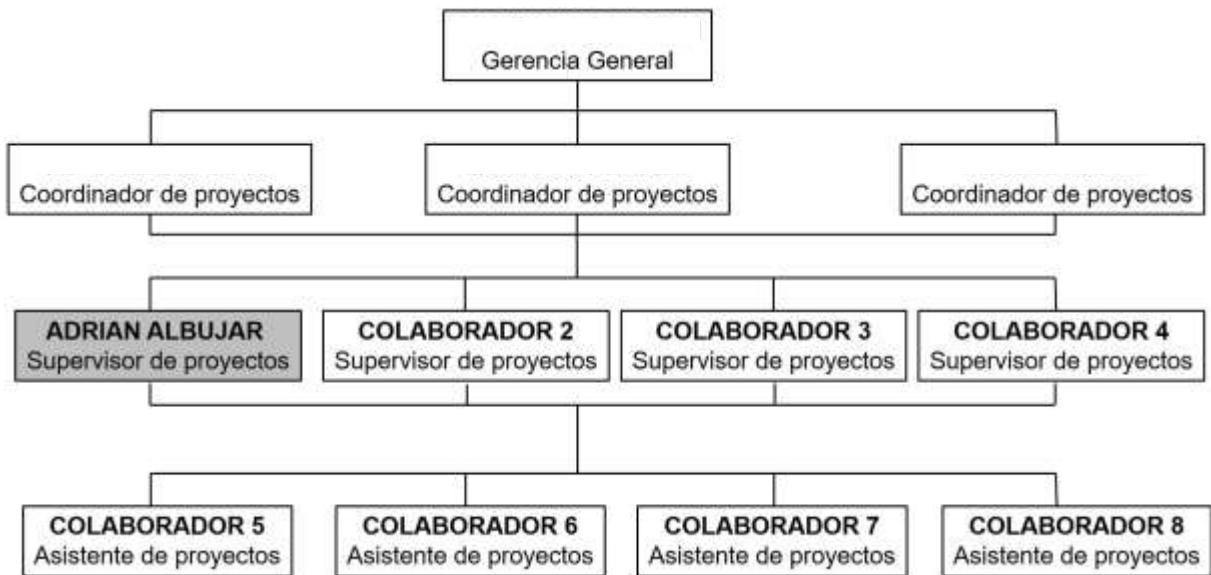 Gerencia General
Coordinador de proyectos
Coordinador de proyectos
Coordinador de proyectos
ADRIAN ALBUJAR
Supervisor de proyectos
COLABORADOR 2
Supervisor de proyectos
COLABORADOR 3
Supervisor de proyectos
COLABORADOR 4
Supervisor de proyectos
COLABORADOR 5
Asistente de proyectos
COLABORADOR 6
Asistente de proyectos
COLABORADOR 7
Asistente de proyectos
COLABORADOR 8
Asistente de proyectos